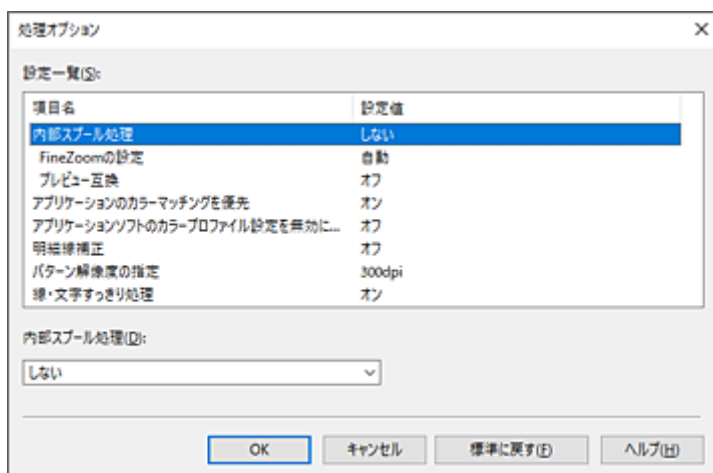 処理オプション
設定一覧(S):
項目名 設定値
内部スプール処理 しない
FineZoomの設定 自動
プレビュー互換 オフ
アプリケーションのカラーマッチングを優先 オン
アプリケーションソフトのカラープロファイル設定を無効に... オフ
明細線補正 オフ
パターン解像度の指定 300dpi
線・文字すっきり処理 オン
内部スプール処理(D):
しない
OK キャンセル 標準に戻す(F) ヘルプ(H)